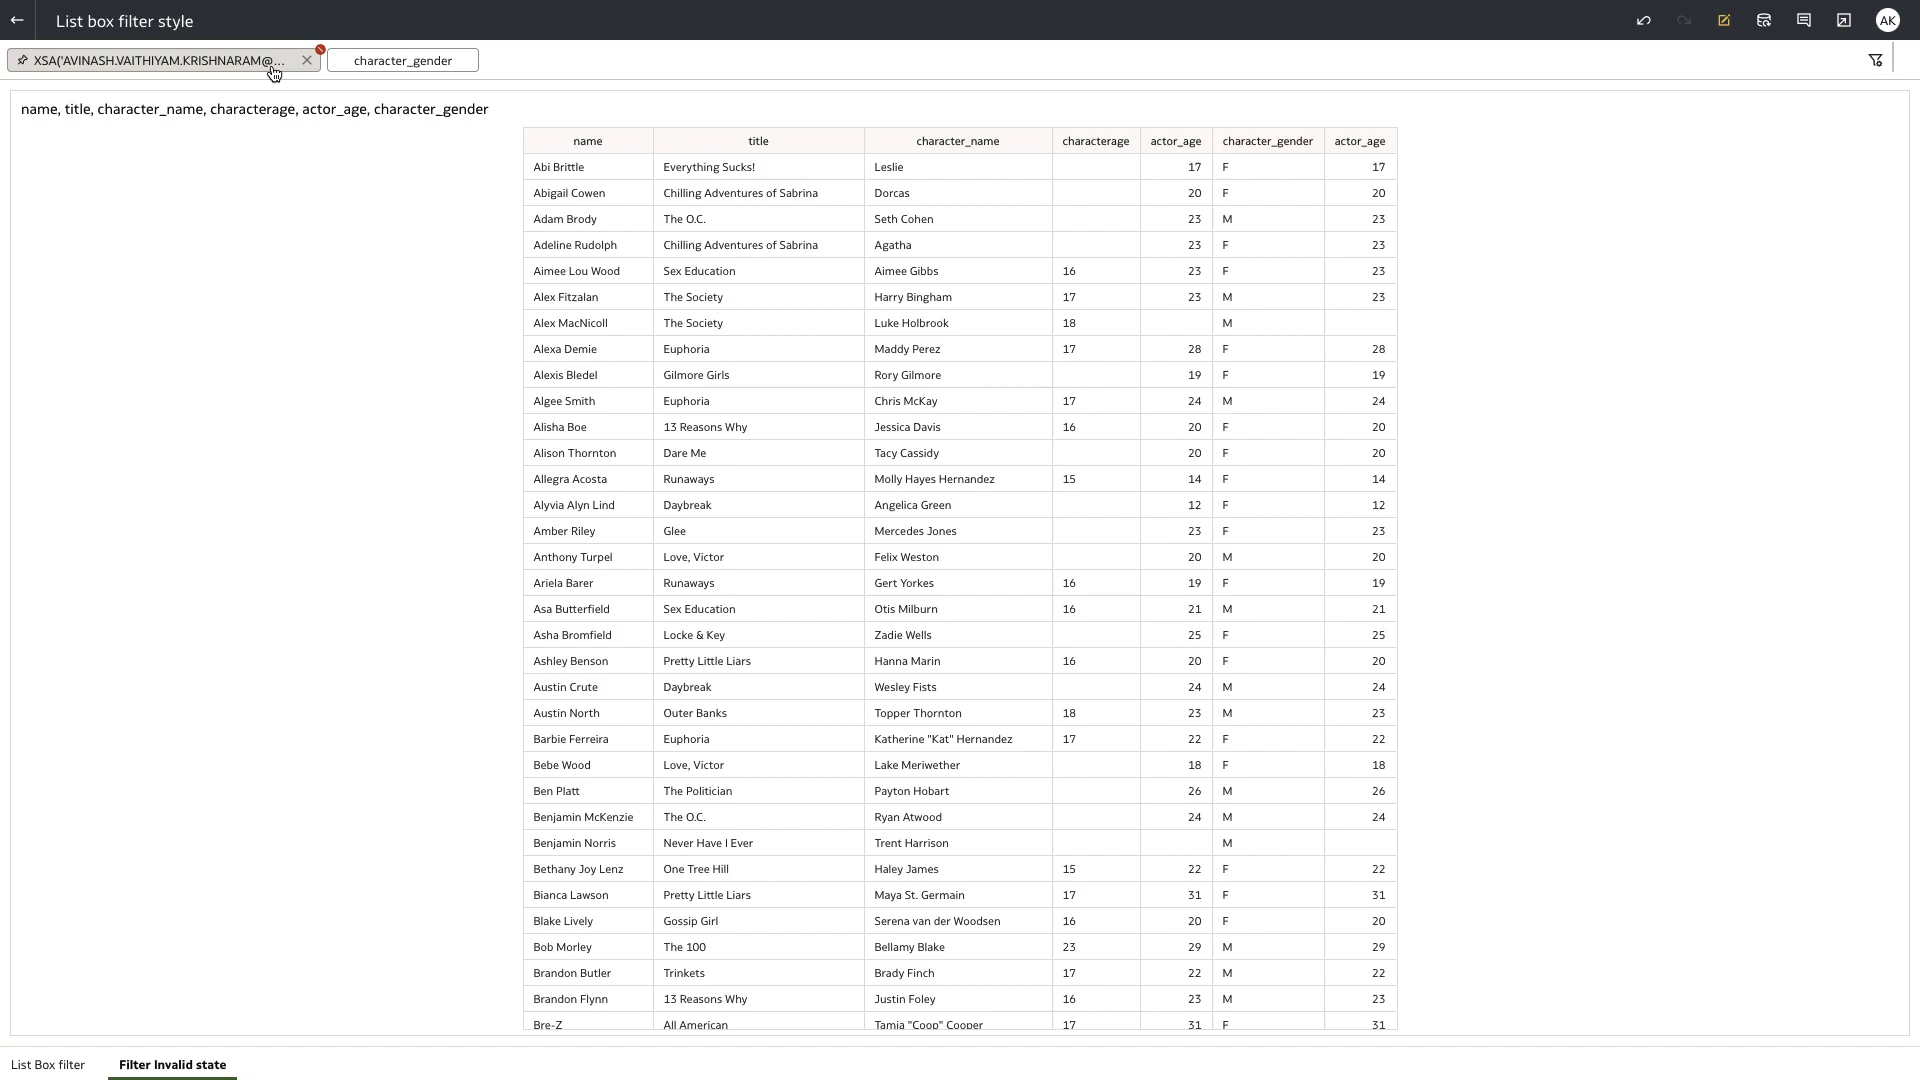 List box filter style
AK
XSA('AVINASH.VAITHIYAM.KRISHNARAM@...
character_gender
name, title, character_name, characterage, actor_age, character_gender
name title character_name characterage actor_age character_gender actor_age
Abi Brittle Everything Sucks! Leslie 17 F 17
Abigail Cowen Chilling Adventures of Sabrina Dorcas 20 F 20
Adam Brody The O.C. Seth Cohen 23 M 23
Adeline Rudolph Chilling Adventures of Sabrina Agatha 23 F 23
Aimee Lou Wood Sex Education Aimee Gibbs 16 23 F 23
Alex Fitzalan The Society Harry Bingham 17 23 M 23
Alex MacNicoll The Society Luke Holbrook 18 M
Alexa Demie Euphoria Maddy Perez 17 28 F 28
Alexis Bledel Gilmore Girls Rory Gilmore 19 F 19
Algee Smith Euphoria Chris McKay 17 24 M 24
Alisha Boe 13 Reasons Why Jessica Davis 16 20 F 20
Alison Thornton Dare Me Tacy Cassidy 20 F 20
Allegra Acosta Runaways Molly Hayes Hernandez 15 14 F 14
Alyvia Alyn Lind Daybreak Angelica Green 12 F 12
Amber Riley Glee Mercedes Jones 23 F 23
Anthony Turpel Love, Victor Felix Weston 20 M 20
Ariela Barer Runaways Gert Yorkes 16 19 F 19
Asa Butterfield Sex Education Otis Milburn 16 21 M 21
Asha Bromfield Locke & Key Zadie Wells 25 F 25
Ashley Benson Pretty Little Liars Hanna Marin 16 20 F 20
Austin Crute Daybreak Wesley Fists 24 M 24
Austin North Outer Banks Topper Thornton 18 23 M 23
Barbie Ferreira Euphoria Katherine "Kat" Hernandez 17 22 F 22
Bebe Wood Love, Victor Lake Meriwether 18 F 18
Ben Platt The Politician Payton Hobart 26 M 26
Benjamin McKenzie The O.C. Ryan Atwood 24 M 24
Benjamin Norris Never Have I Ever Trent Harrison M
Bethany Joy Lenz One Tree Hill Haley James 15 22 F 22
Bianca Lawson Pretty Little Liars Maya St. Germain 17 31 F 31
Blake Lively Gossip Girl Serena van der Woodsen 16 20 F 20
Bob Morley The 100 Bellamy Blake 23 29 M 29
Brandon Butler Trinkets Brady Finch 17 22 M 22
Brandon Flynn 13 Reasons Why Justin Foley 16 23 M 23
Bre-Z All American Tamia "Coop" Cooper 17 31 F 31
List Box filter
Filter Invalid state